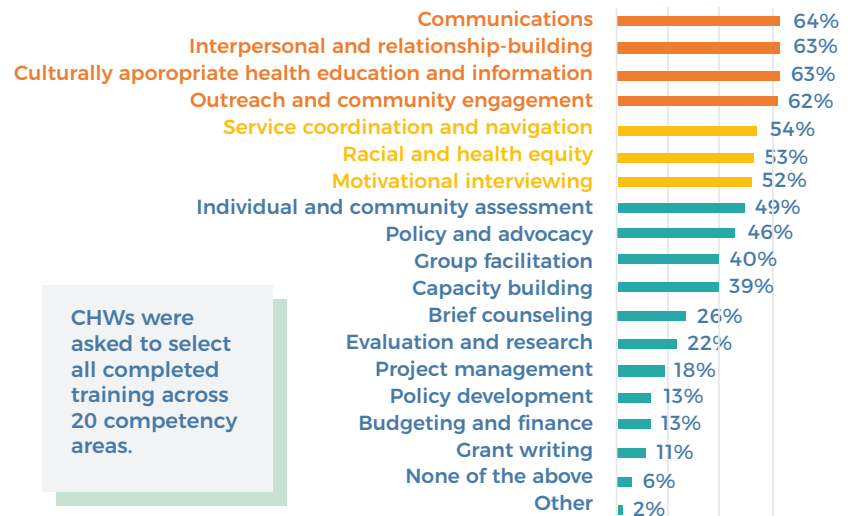 Communications 64%
Interpersonal and relationship-building 63%
Culturally aporopriate health education and information 63%
Outreach and community engagement 62%
Service coordination and navigation 54%
Racial and health equity 53%
Motivational interviewing 52%
Individual and community assessment 49%
Policy and advocacy 46%
Group facilitation 40%
Capacity building 39%
Brief counseling 26%
Evaluation and research 22%
Project management 18%
Policy development 13%
Budgeting and finance 13%
Grant writing 11%
None of the above 6%
Other 2%
CHWs were
asked to select
all completed
training across
20 competency
areas.